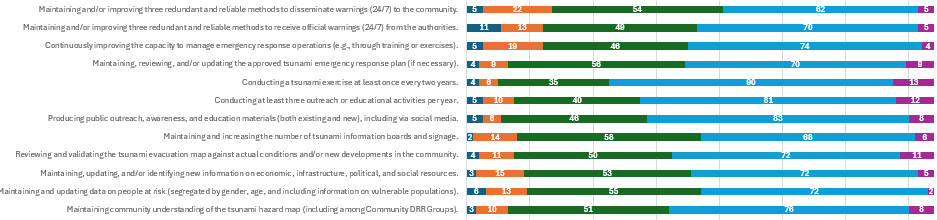 Maintaining and/or improving three redundant and reliable methods to disseminate warnings (24/7) to the community. 5 22 54 62 5
Maintaining and/or improving three redundant and reliable methods to receive official warnings (24/7) from the authorities. 11 13 49 70 5
Continuously improving the capacity to manage emergency response operations (e.g., through training or exercises). 5 19 46 74 4
Maintaining, reviewing, and/or updating the approved tsunami emergency response plan (if necessary). 4 9 56 70 9
Conducting a tsunami exercise at least once every two years. 4 6 35 90 13
Conducting at least three outreach or educational activities per year. 5 10 40 81 12
Producing public outreach, awareness, and education materials (both existing and new), including via social media. 5 6 46 83 8
Maintaining and increasing the number of tsunami information boards and signage. 2 14 58 68 6
Reviewing and validating the tsunami evacuation map against actual conditions and/or new developments in the community. 4 11 50 72 11
Maintaining, updating, and/or identifying new information on economic, infrastructure, political, and social resources. 3 15 53 72 5
Maintaining and updating data on people at risk (segregated by gender, age, and including information on vulnerable populations). 6 13 55 72 2
Maintaining community understanding of the tsunami hazard map (including among Community DRR Groups). 3 10 51 76 8